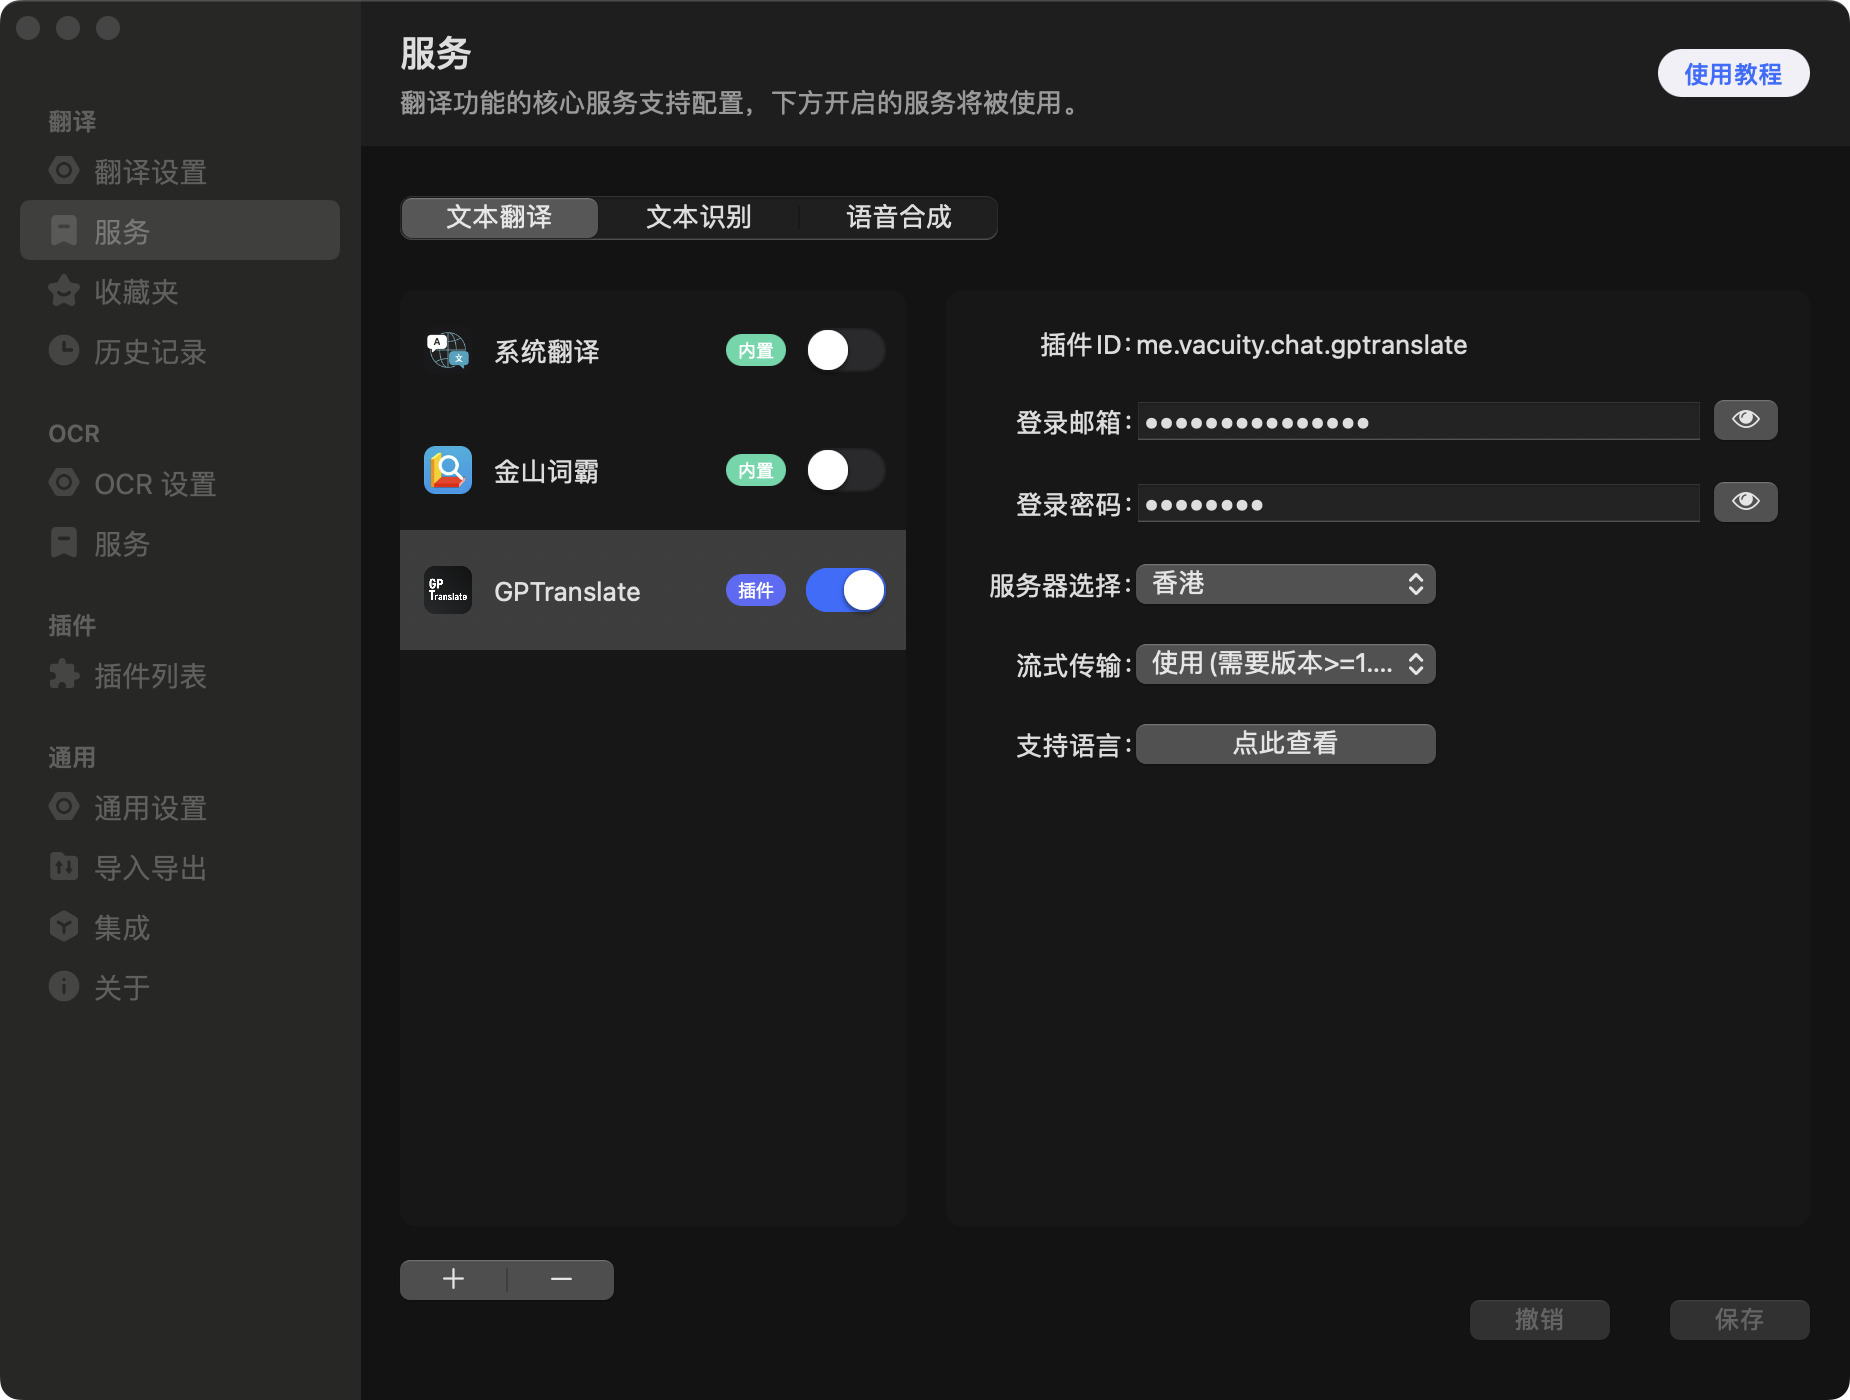 翻译
翻译设置
服务
收藏夹
历史记录
OCR
OCR 设置
服务
插件
插件列表
通用
通用设置
导入导出
集成
关于
服务
翻译功能的核心服务支持配置，下方开启的服务将被使用。
使用教程
文本翻译
文本识别
语音合成
A
文
系统翻译
内置
金山词霸
内置
GP
Translate
GPTranslate
插件
插件 ID: me.vacuity.chat.gptranslate
登录邮箱: ●●●●●●●●●●●●●●●
登录密码: ●●●●●●●●
服务器选择: 香港
流式传输: 使用 (需要版本>=1....
支持语言: 点此查看
撤销
保存